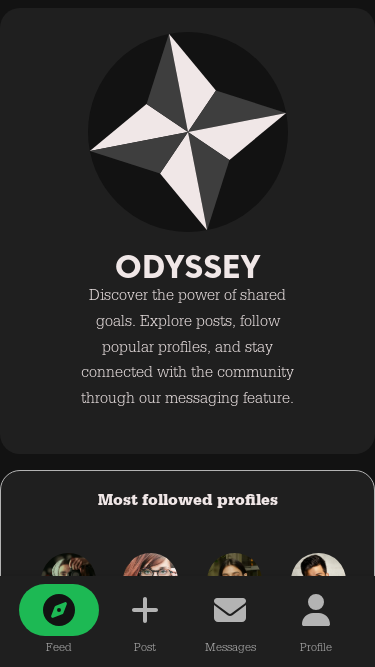 ODYSSEY
Discover the power of shared
goals. Explore posts, follow
popular profiles, and stay
connected with the community
through our messaging feature.
Most followed profiles
Feed
Post
Messages
Profile